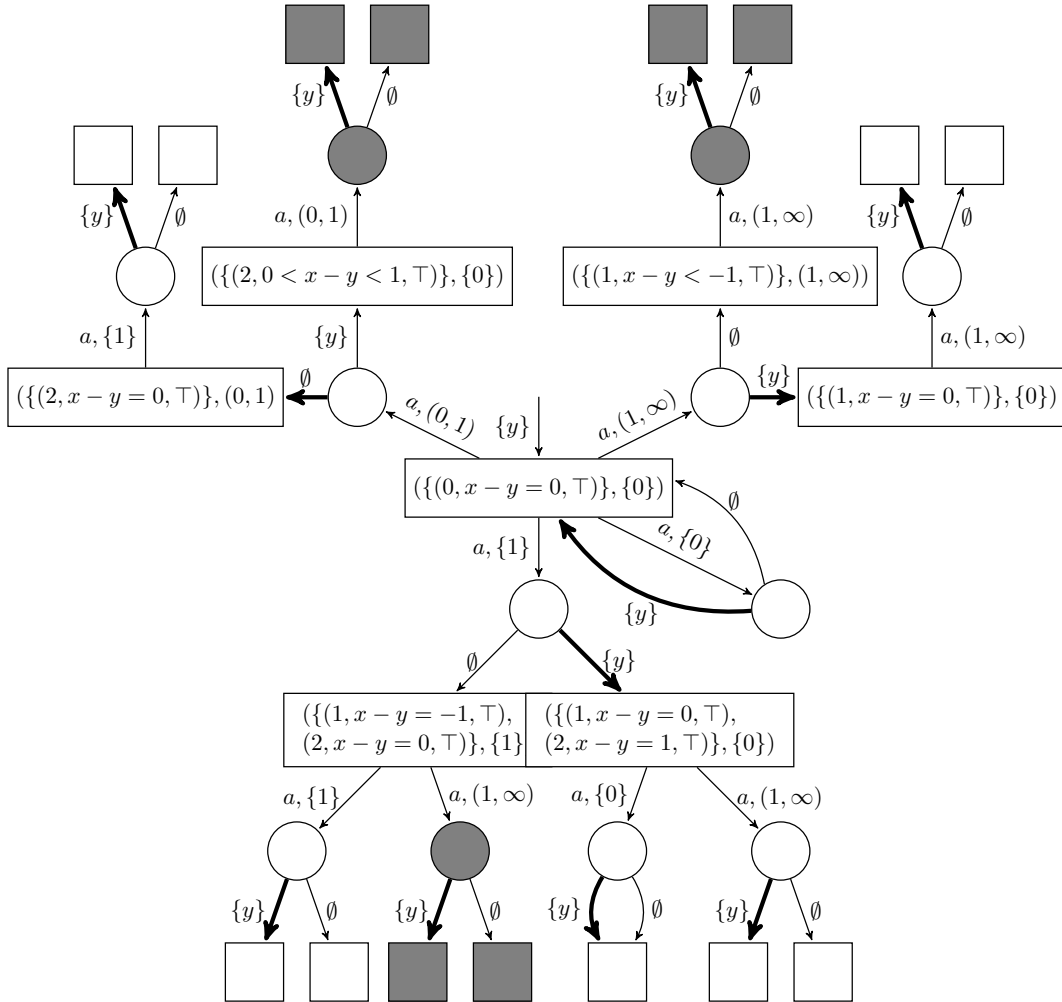 {y}
∅
{y}
∅
{y}
∅
{y}
∅
a, (0, 1)
a, (1, ∞)
({(2, 0 < x − y < 1, ⊤)}, {0})
({(1, x − y < −1, ⊤)}, (1, ∞))
a, {1}
{y}
∅
a, (1, ∞)
({(2, x − y = 0, ⊤)}, (0, 1)
∅
{y}
({(1, x − y = 0, ⊤)}, {0})
a, (0, 1)
{y}
a, (1, ∞)
({(0, x − y = 0, ⊤)}, {0})
∅
a, {1}
a, {0}
{y}
∅
{y}
({(1, x − y = −1, ⊤),
(2, x − y = 0, ⊤)}, {1}
({(1, x − y = 0, ⊤),
(2, x − y = 1, ⊤)}, {0})
a, {1}
a, (1, ∞)
a, {0}
a, (1, ∞)
{y}
∅
{y}
∅
{y}
∅
{y}
∅